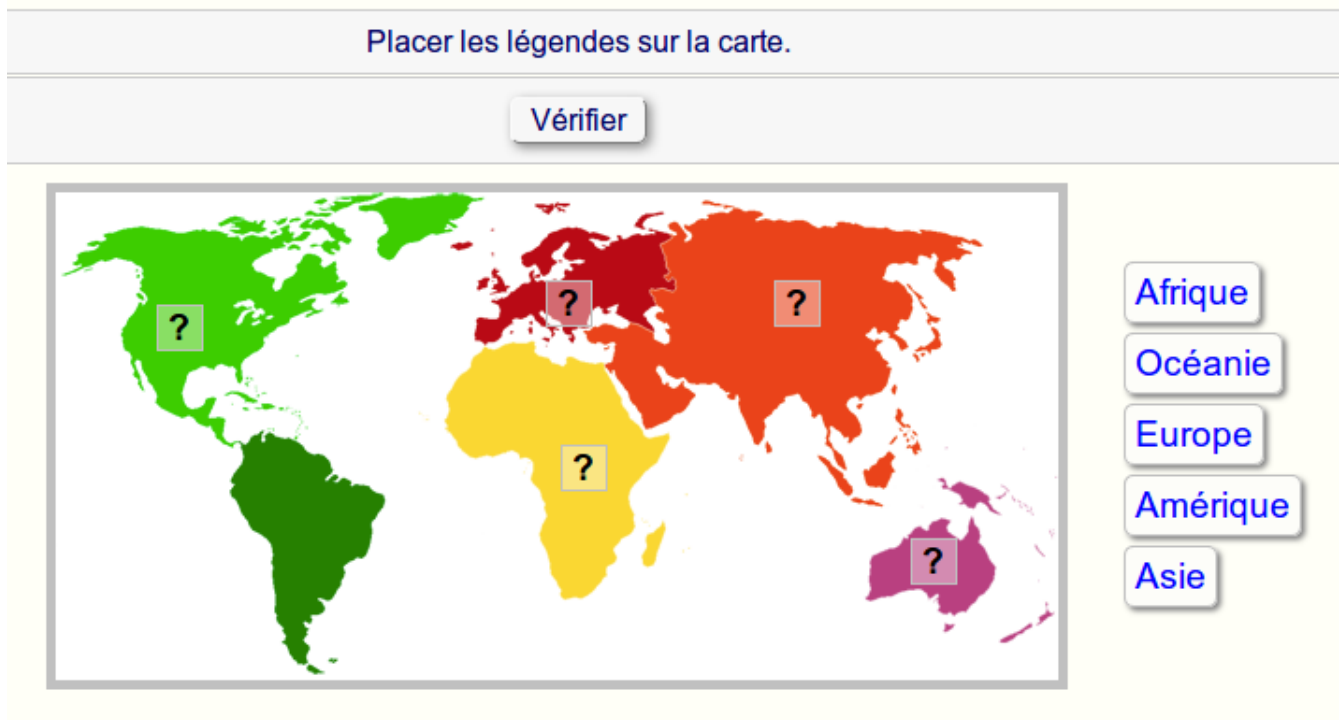 Placer les légendes sur la carte.
Vérifier
?
?
?
?
?
Afrique
Océanie
Europe
Amérique
Asie